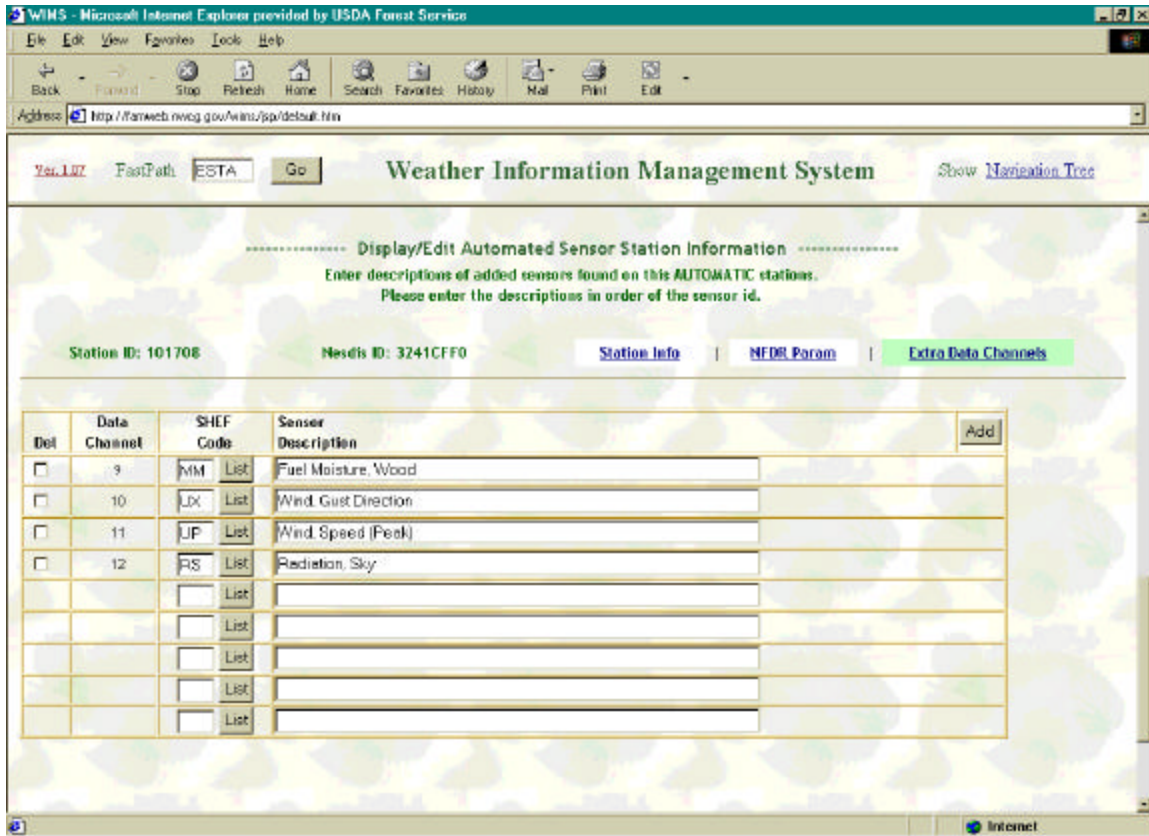 WIMS - Microsoft Internet Explorer provided by USDA Forest Service
File Edit View Favorites Tools Help
Back Forward Stop Refresh Home Search Favorites History Mail Print Edit
Address http://famweb.nwcg.gov/wims/jsp/default.htm
Ver. 1.07 FastPath ESTA Go Weather Information Management System Show Navigation Tree
--------------- Display/Edit Automated Sensor Station Information ---------------
Enter descriptions of added sensors found on this AUTOMATIC stations.
Please enter the descriptions in order of the sensor id.
Station ID: 101708 Nesdis ID: 3241CFF0 Station Info | NFDR Param | Extra Data Channels
Del Data Channel SHEF Code Sensor Description Add
9 MM List Fuel Moisture, Wood
10 UX List Wind, Gust Direction
11 UP List Wind, Speed (Peak)
12 RS List Radiation, Sky
List
List
List
List
List
Internet